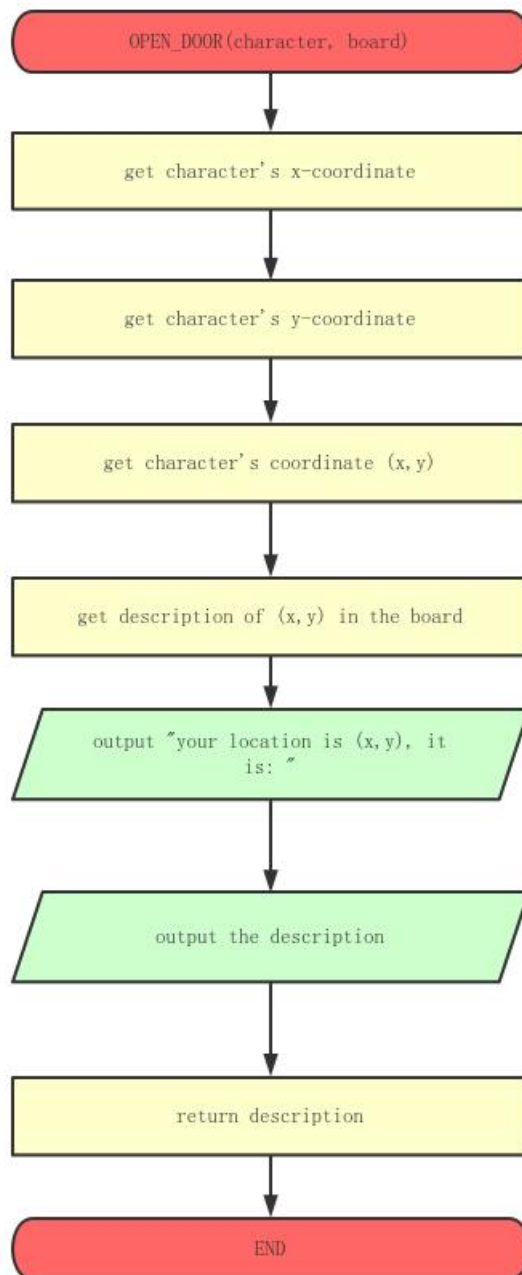 OPEN_DOOR(character, board)
get character's x-coordinate
get character's y-coordinate
get character's coordinate (x,y)
get description of (x,y) in the board
output "your location is (x,y), it
is: "
output the description
return description
END